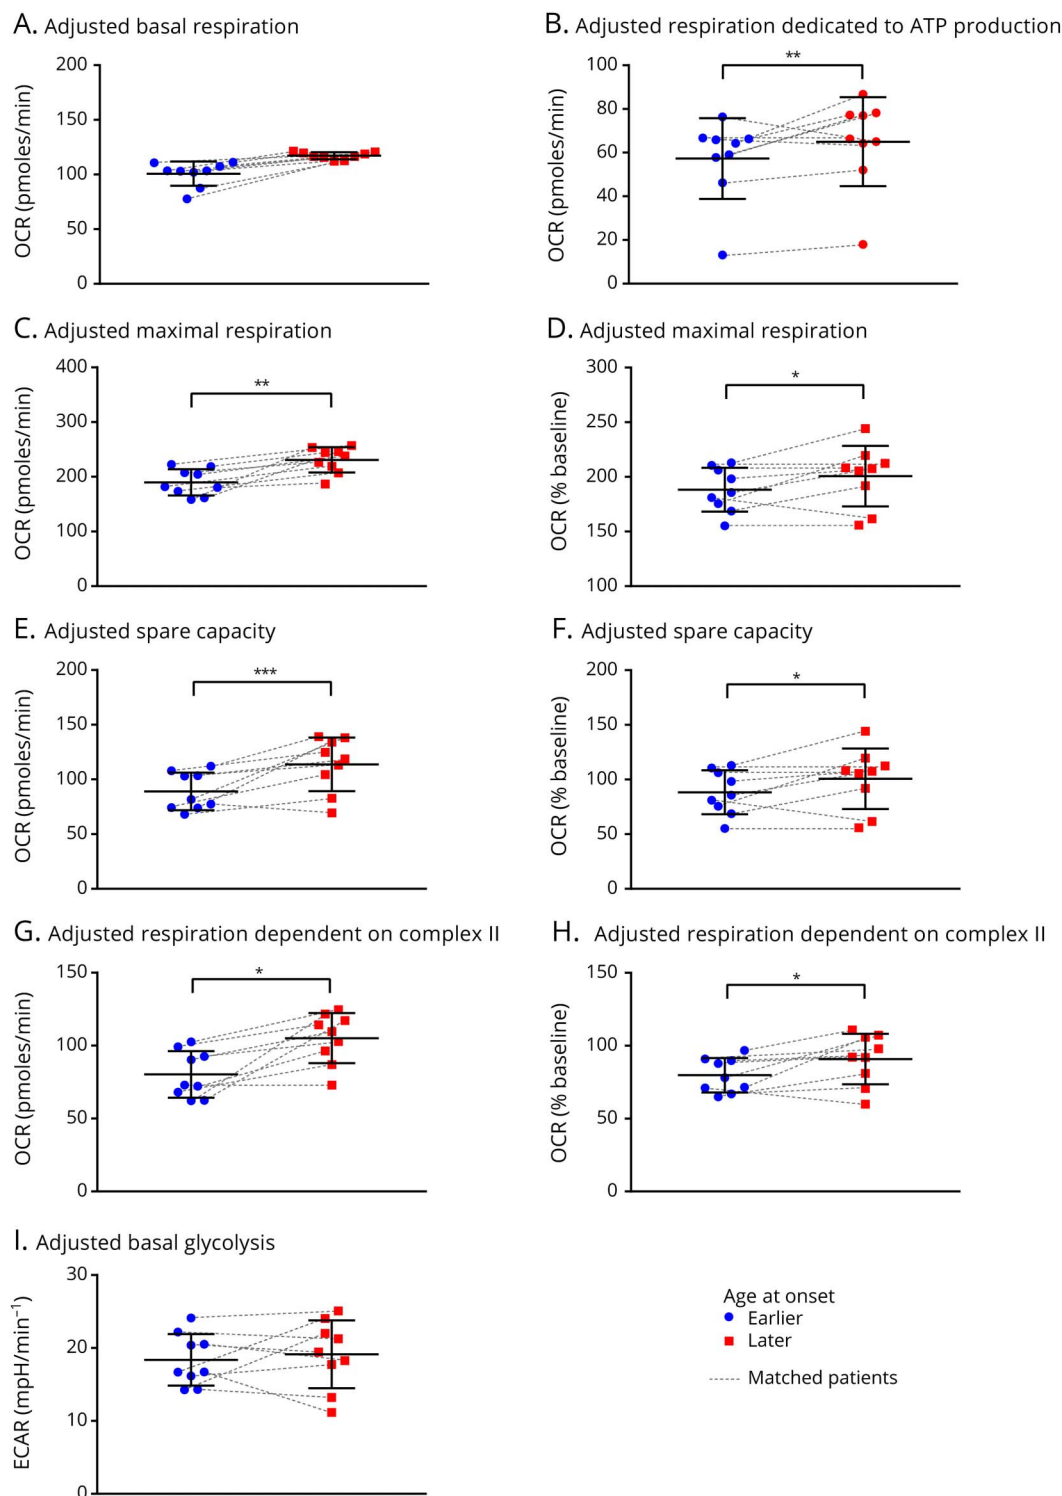 A. Adjusted basal respiration
OCR (pmoles/min)
200
150
100
50
0
B. Adjusted respiration dedicated to ATP production
OCR (pmoles/min)
100
80
60
40
20
0
**
C. Adjusted maximal respiration
OCR (pmoles/min)
400
300
200
100
0
**
D. Adjusted maximal respiration
OCR (% baseline)
300
250
200
150
100
*
E. Adjusted spare capacity
OCR (pmoles/min)
200
150
100
50
0
***
F. Adjusted spare capacity
OCR (% baseline)
200
150
100
50
0
*
G. Adjusted respiration dependent on complex II
OCR (pmoles/min)
150
100
50
0
*
H. Adjusted respiration dependent on complex II
OCR (% baseline)
150
100
50
0
*
I. Adjusted basal glycolysis
ECAR (mpH/min⁻¹)
30
20
10
0
Age at onset
Earlier
Later
Matched patients